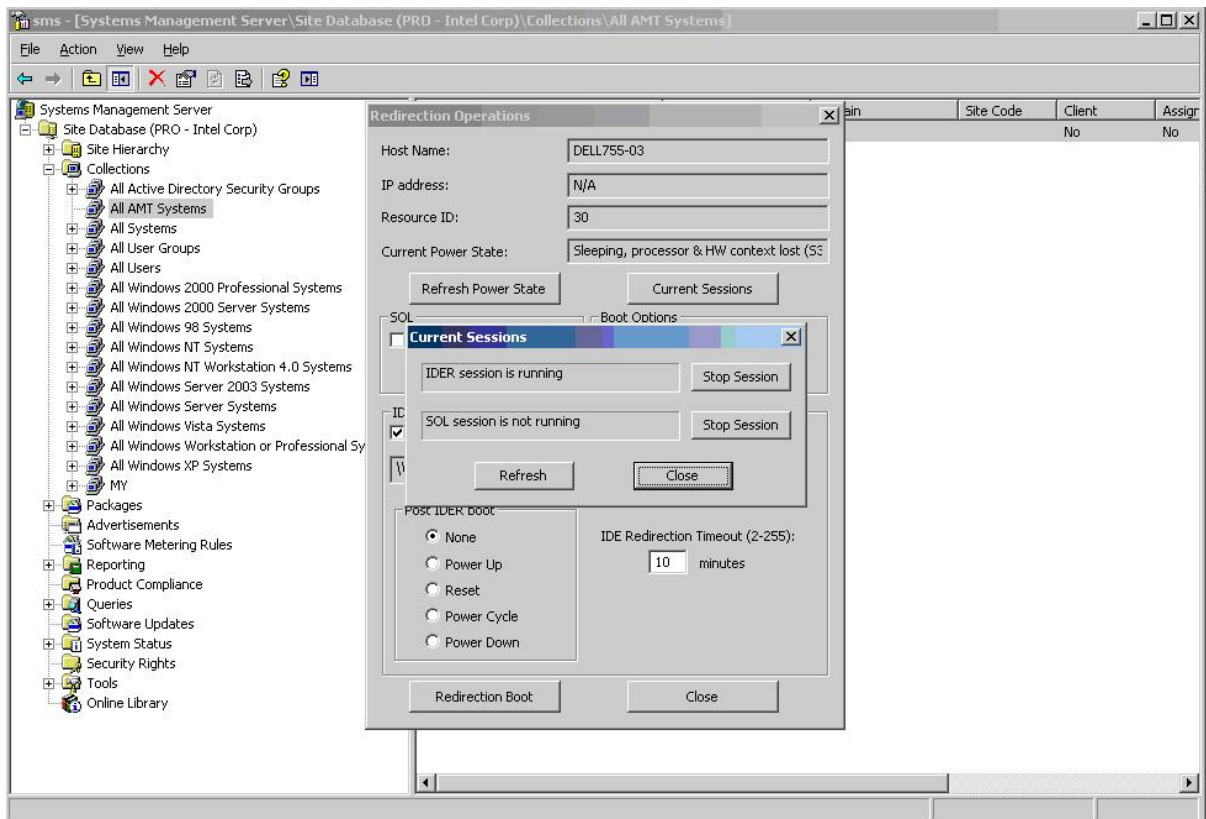 sms - [Systems Management Server\Site Database (PRO - Intel Corp)\Collections\All AMT Systems]
File Action View Help
Systems Management Server
Site Database (PRO - Intel Corp)
Site Hierarchy
Collections
All Active Directory Security Groups
All AMT Systems
All Systems
All User Groups
All Users
All Windows 2000 Professional Systems
All Windows 2000 Server Systems
All Windows 98 Systems
All Windows NT Systems
All Windows NT Workstation 4.0 Systems
All Windows Server 2003 Systems
All Windows Server Systems
All Windows Vista Systems
All Windows Workstation or Professional Sy
All Windows XP Systems
MY
Packages
Advertisements
Software Metering Rules
Reporting
Product Compliance
Queries
Software Updates
System Status
Security Rights
Tools
Online Library
ain Site Code Client Assigr
No No
Redirection Operations
Host Name: DELL755-03
IP address: N/A
Resource ID: 30
Current Power State: Sleeping, processor & HW context lost (S3
Refresh Power State Current Sessions
SOL Boot Options
Current Sessions
IDER session is running Stop Session
SOL session is not running Stop Session
Refresh Close
Post IDER boot
None
Power Up
Reset
Power Cycle
Power Down
IDE Redirection Timeout (2-255):
10 minutes
Redirection Boot Close